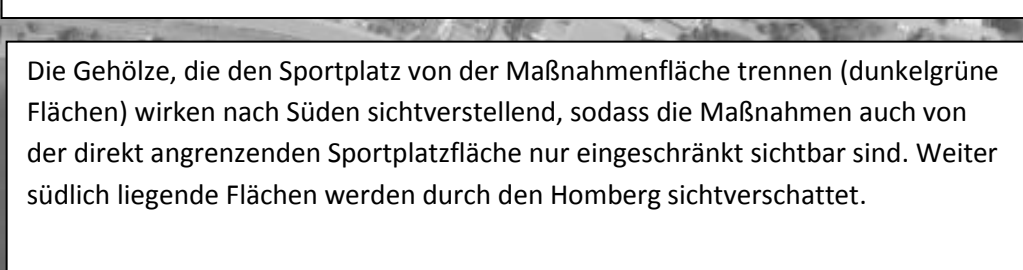 Die Gehölze, die den Sportplatz von der Maßnahmenfläche trennen (dunkelgrüne
Flächen) wirken nach Süden sichtverstellend, sodass die Maßnahmen auch von
der direkt angrenzenden Sportplatzfläche nur eingeschränkt sichtbar sind. Weiter
südlich liegende Flächen werden durch den Homberg sichtverschattet.